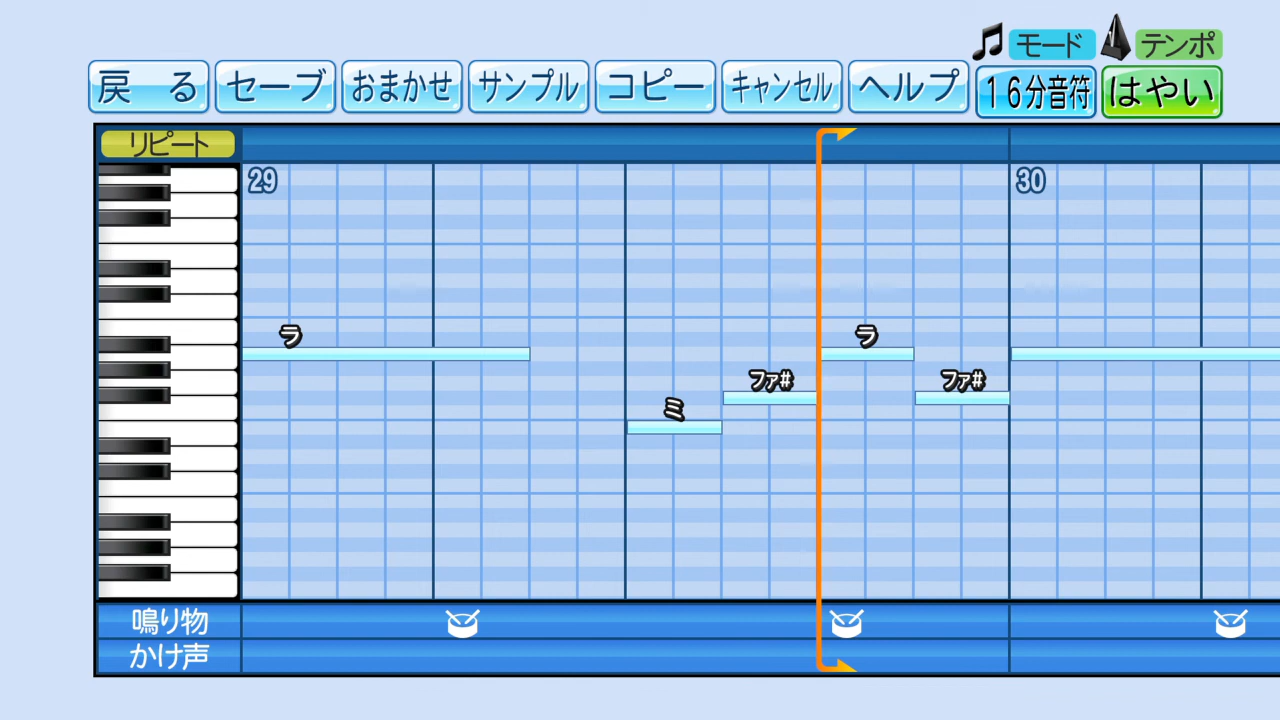 モード テンポ
戻る セーブ おまかせ サンプル コピー キャンセル ヘルプ 16分音符 はやい
リピート
29 30
ラ ラ
ファ# ファ#
ミ
鳴り物
かけ声